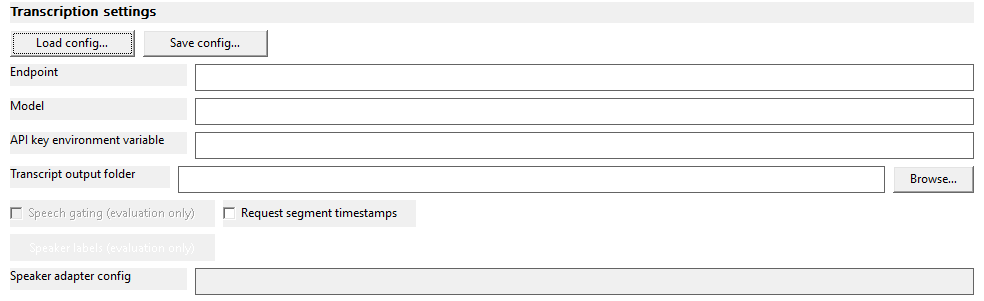 Transcription settings
Load config... Save config...
Endpoint
Model
API key environment variable
Transcript output folder Browse...
Speech gating (evaluation only) Request segment timestamps
Speaker labels (evaluation only)
Speaker adapter config